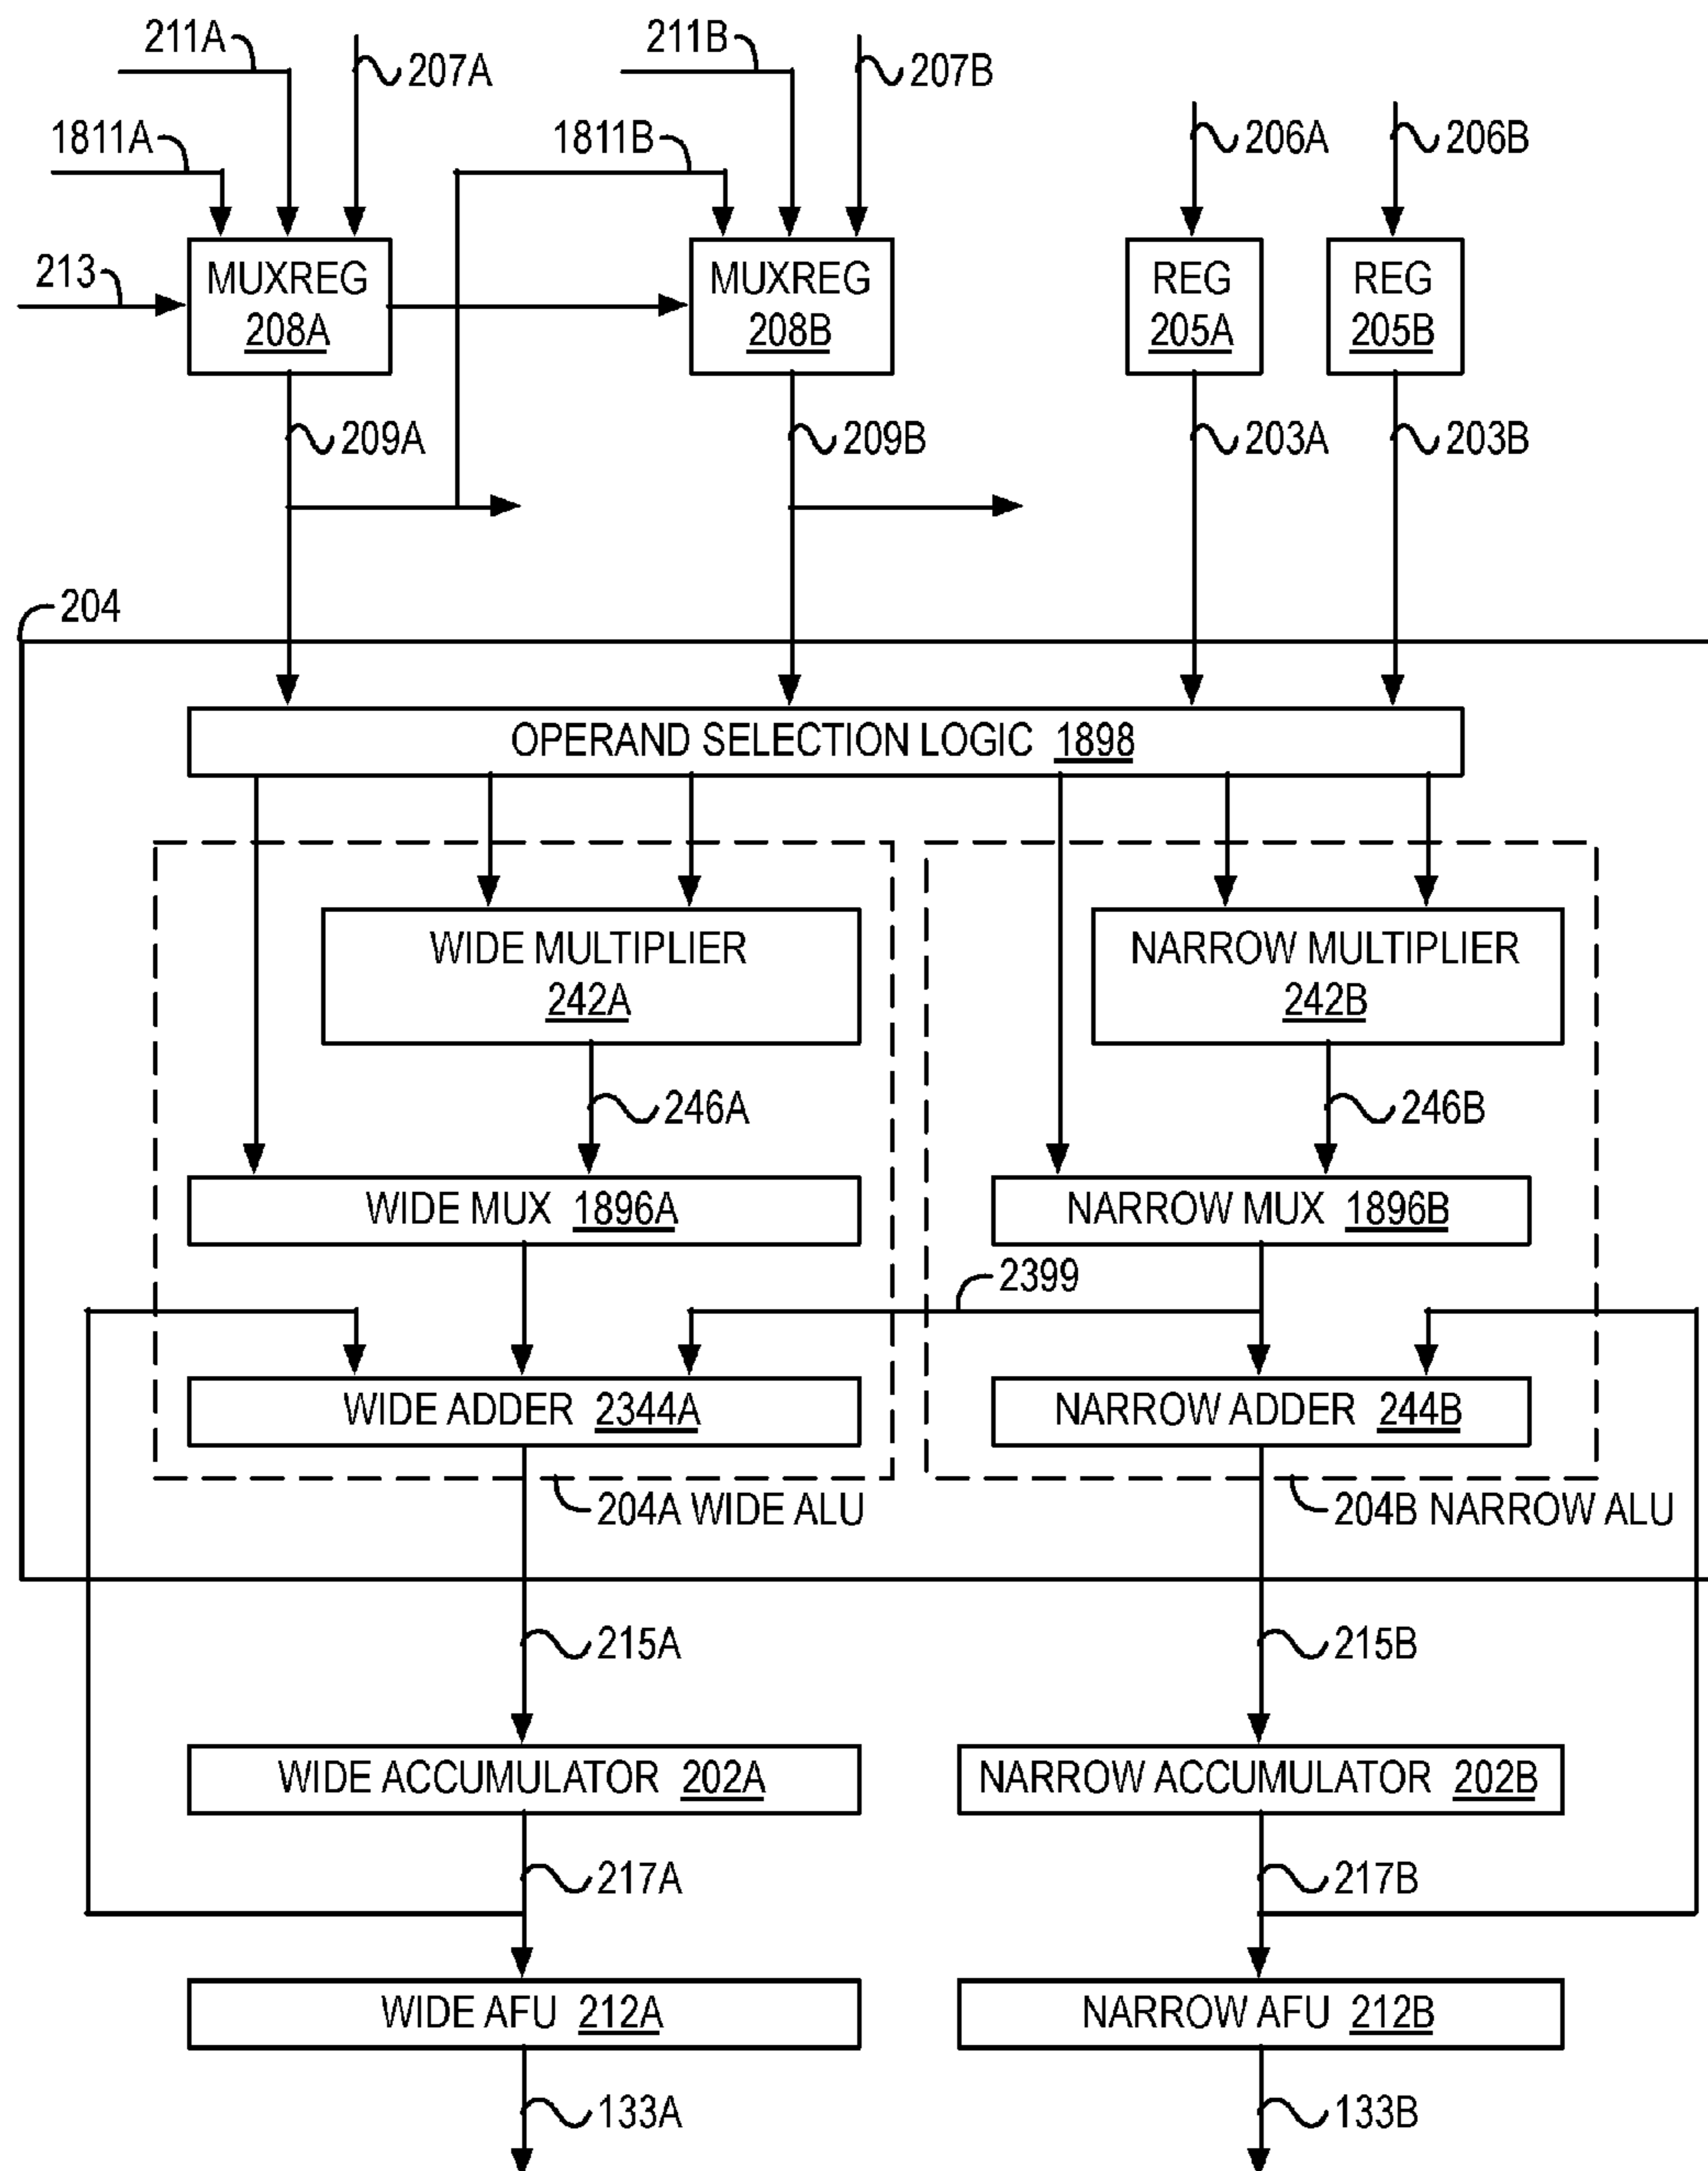 211A
207A
211B
207B
1811A
1811B
206A
206B
213
MUXREG
208A
MUXREG
208B
REG
205A
REG
205B
209A
209B
203A
203B
204
OPERAND SELECTION LOGIC 1898
WIDE MULTIPLIER
242A
NARROW MULTIPLIER
242B
246A
246B
WIDE MUX 1896A
NARROW MUX 1896B
2399
WIDE ADDER 2344A
NARROW ADDER 244B
204A WIDE ALU
204B NARROW ALU
215A
215B
WIDE ACCUMULATOR 202A
NARROW ACCUMULATOR 202B
217A
217B
WIDE AFU 212A
NARROW AFU 212B
133A
133B